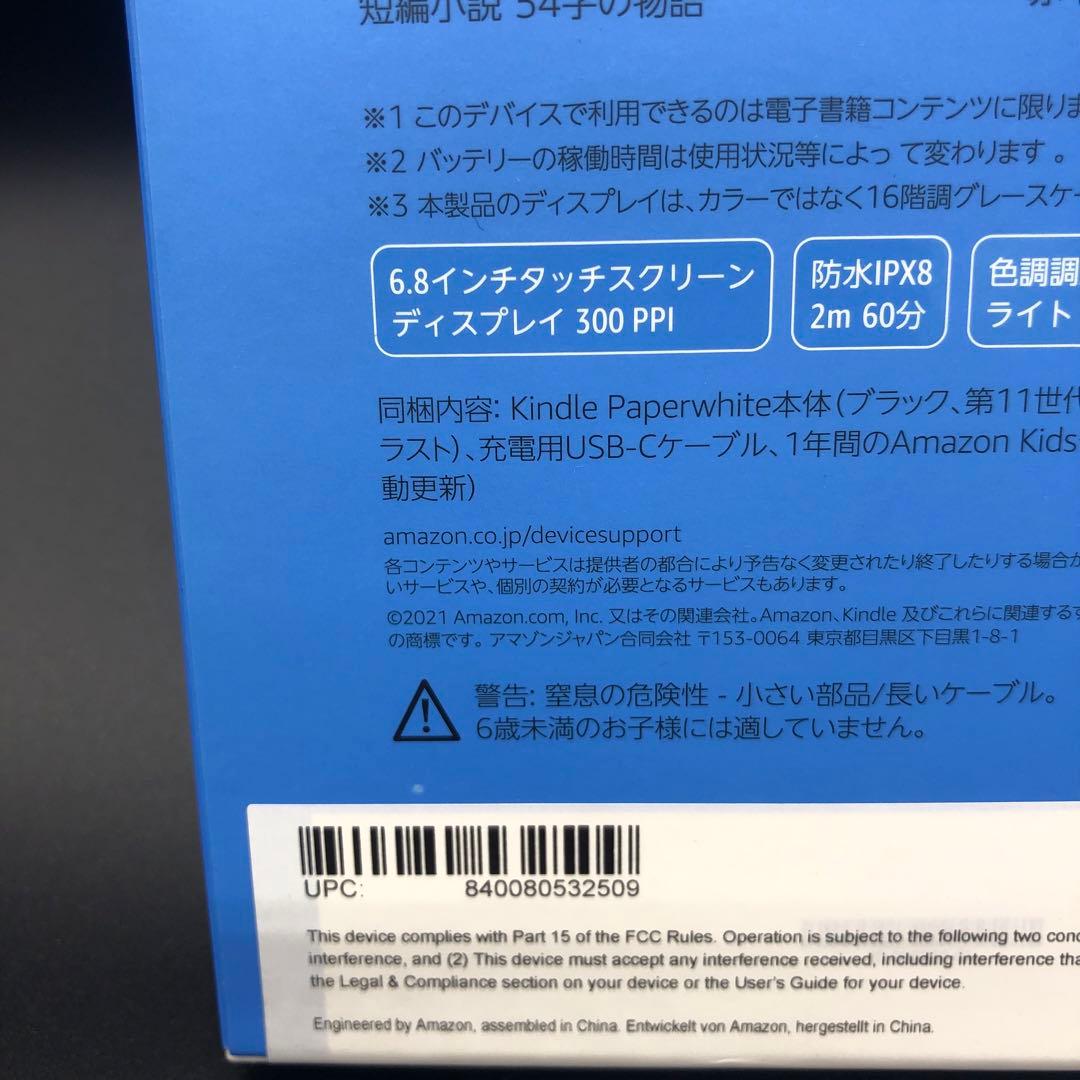 短編小説 54字の物語
※1 このデバイスで利用できるのは電子書籍コンテンツに限りま
※2 バッテリーの稼働時間は使用状況等によっ て変わります 。
※3 本製品のディスプレイは、カラーではなく16階調グレースケー
6.8インチタッチスクリーン
ディスプレイ 300 PPI
防水IPX8
2m 60分
色調調
ライト
同梱内容: Kindle Paperwhite本体(ブラック、第11世代
ラスト)、充電用USB-Cケーブル、1年間のAmazon Kids
動更新)
amazon.co.jp/devicesupport
各コンテンツやサービスは提供者の都合により予告なく変更されたり終了したりする場合が
いサービスや、個別の契約が必要となるサービスもあります。
©2021 Amazon.com, Inc. 又はその関連会社。Amazon、Kindle 及びこれらに関連する
の商標です。アマゾンジャパン合同会社 〒153-0064 東京都目黒区下目黒1-8-1
警告: 窒息の危険性 - 小さい部品/長いケーブル。
6歳未満のお子様には適していません。
UPC: 840080532509
This device complies with Part 15 of the FCC Rules. Operation is subject to the following two con
interference, and (2) This device must accept any interference received, including interference tha
the Legal & Compliance section on your device or the User's Guide for your device.
Engineered by Amazon, assembled in China. Entwickelt von Amazon, hergestellt in China.